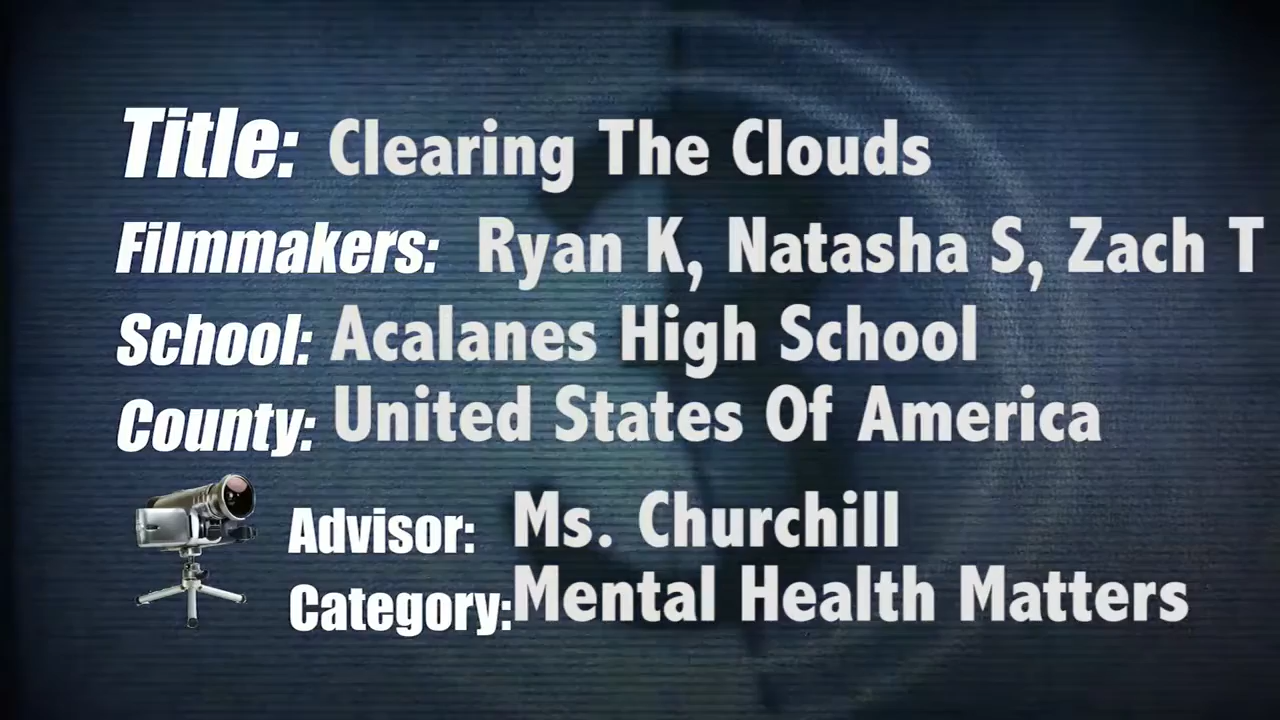 Title: Clearing The Clouds
Filmmakers: Ryan K, Natasha S, Zach T
School: Acalanes High School
County: United States Of America
Advisor: Ms. Churchill
Category: Mental Health Matters